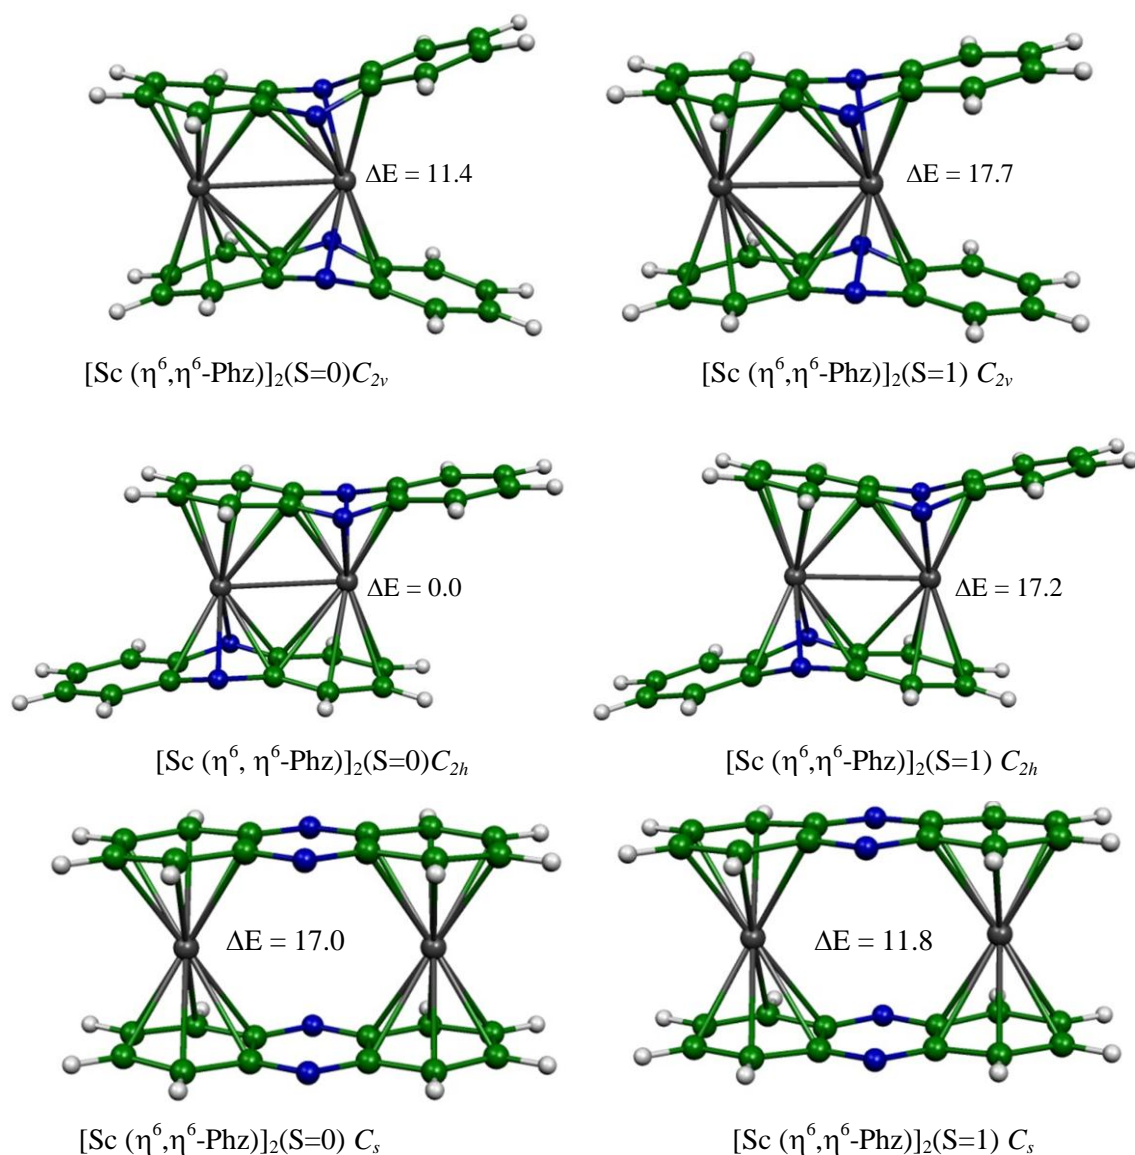 ΔE = 11.4
ΔE = 17.7
[Sc (η⁶,η⁶-Phz)]₂(S=0)C₂ᵥ
[Sc (η⁶,η⁶-Phz)]₂(S=1) C₂ᵥ
ΔE = 0.0
ΔE = 17.2
[Sc (η⁶, η⁶-Phz)]₂(S=0)C₂ₕ
[Sc (η⁶,η⁶-Phz)]₂(S=1) C₂ₕ
ΔE = 17.0
ΔE = 11.8
[Sc (η⁶,η⁶-Phz)]₂(S=0) Cₛ
[Sc (η⁶,η⁶-Phz)]₂(S=1) Cₛ